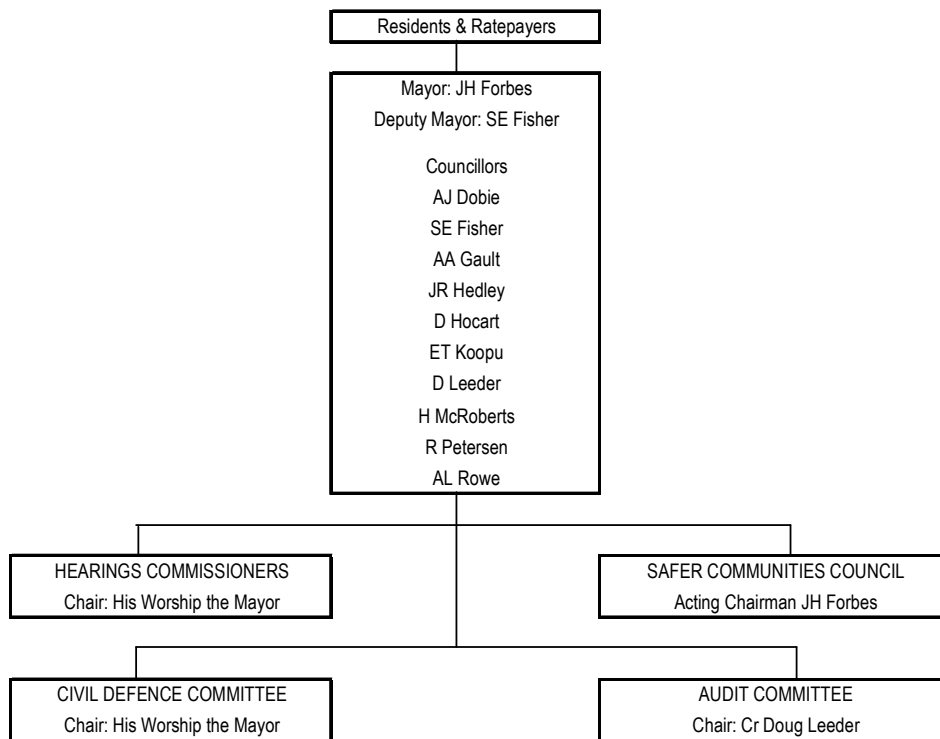 Residents & Ratepayers
Mayor: JH Forbes
Deputy Mayor: SE Fisher
Councillors
AJ Dobie
SE Fisher
AA Gault
JR Hedley
D Hocart
ET Koopu
D Leeder
H McRoberts
R Petersen
AL Rowe
HEARINGS COMMISSIONERS
Chair: His Worship the Mayor
SAFER COMMUNITIES COUNCIL
Acting Chairman JH Forbes
CIVIL DEFENCE COMMITTEE
Chair: His Worship the Mayor
AUDIT COMMITTEE
Chair: Cr Doug Leeder